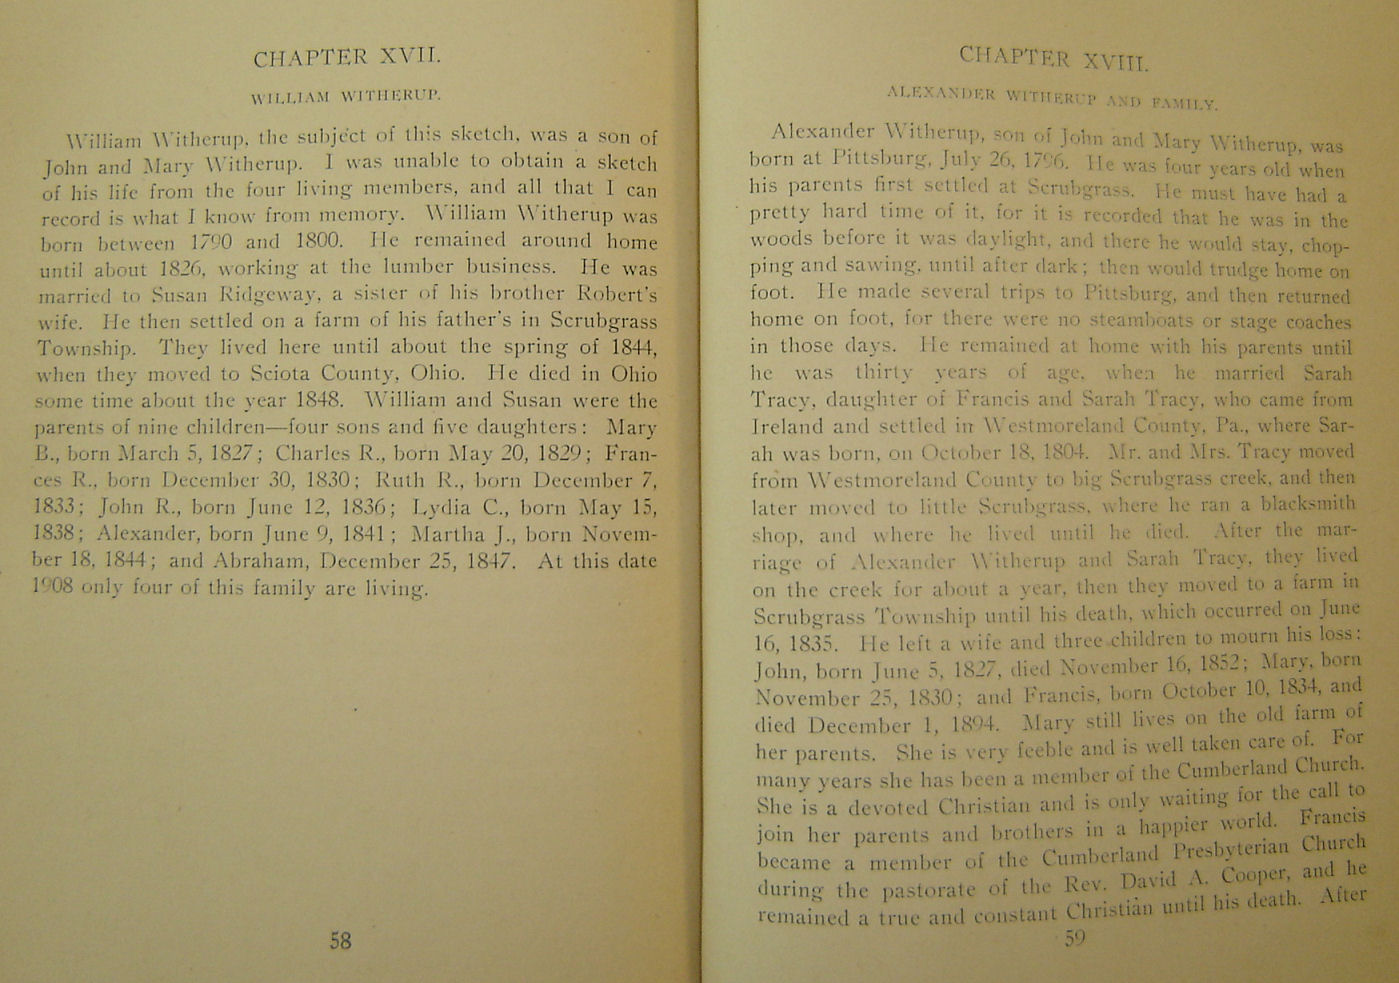 CHAPTER XVII.
WILLIAM WITHERUP.
William Witherup, the subject of this sketch, was a son of
John and Mary Witherup. I was unable to obtain a sketch
of his life from the four living members, and all that I can
record is what I know from memory. William Witherup was
born between 1790 and 1800. He remained around home
until about 1826, working at the lumber business. He was
married to Susan Ridgeway, a sister of his brother Robert's
wife. He then settled on a farm of his father's in Scrubgrass
Township. They lived here until about the spring of 1844,
when they moved to Sciota County, Ohio. He died in Ohio
some time about the year 1848. William and Susan were the
parents of nine children—four sons and five daughters: Mary
B., born March 5, 1827; Charles R., born May 20, 1829; Fran-
ces R., born December 30, 1830; Ruth R., born December 7,
1833; John R., born June 12, 1836; Lydia C., born May 15,
1838; Alexander, born June 9, 1841; Martha J., born Novem-
ber 18, 1844; and Abraham, December 25, 1847. At this date
1908 only four of this family are living.
58
CHAPTER XVIII.
ALEXANDER WITHERUP AND FAMILY.
Alexander Witherup, son of John and Mary Witherup, was
born at Pittsburg, July 26, 1796. He was four years old when
his parents first settled at Scrubgrass. He must have had a
pretty hard time of it, for it is recorded that he was in the
woods before it was daylight, and there he would stay, chop-
ping and sawing, until after dark; then would trudge home on
foot. He made several trips to Pittsburg, and then returned
home on foot, for there were no steamboats or stage coaches
in those days. He remained at home with his parents until
he was thirty years of age, when he married Sarah
Tracy, daughter of Francis and Sarah Tracy, who came from
Ireland and settled in Westmoreland County, Pa., where Sar-
ah was born, on October 18, 1804. Mr. and Mrs. Tracy moved
from Westmoreland County to big Scrubgrass creek, and then
later moved to little Scrubgrass, where he ran a blacksmith
shop, and where he lived until he died. After the mar-
riage of Alexander Witherup and Sarah Tracy, they lived
on the creek for about a year, then they moved to a farm in
Scrubgrass Township until his death, which occurred on June
16, 1835. He left a wife and three children to mourn his loss:
John, born June 5, 1827, died November 16, 1852; Mary, born
November 25, 1830; and Francis, born October 10, 1834, and
died December 1, 1894. Mary still lives on the old farm of
her parents. She is very feeble and is well taken care of. For
many years she has been a member of the Cumberland Church.
She is a devoted Christian and is only waiting for the call to
join her parents and brothers in a happier world. Francis
became a member of the Cumberland Presbyterian Church
during the pastorate of the Rev. David A. Cooper, and he
remained a true and constant Christian until his death. After
59